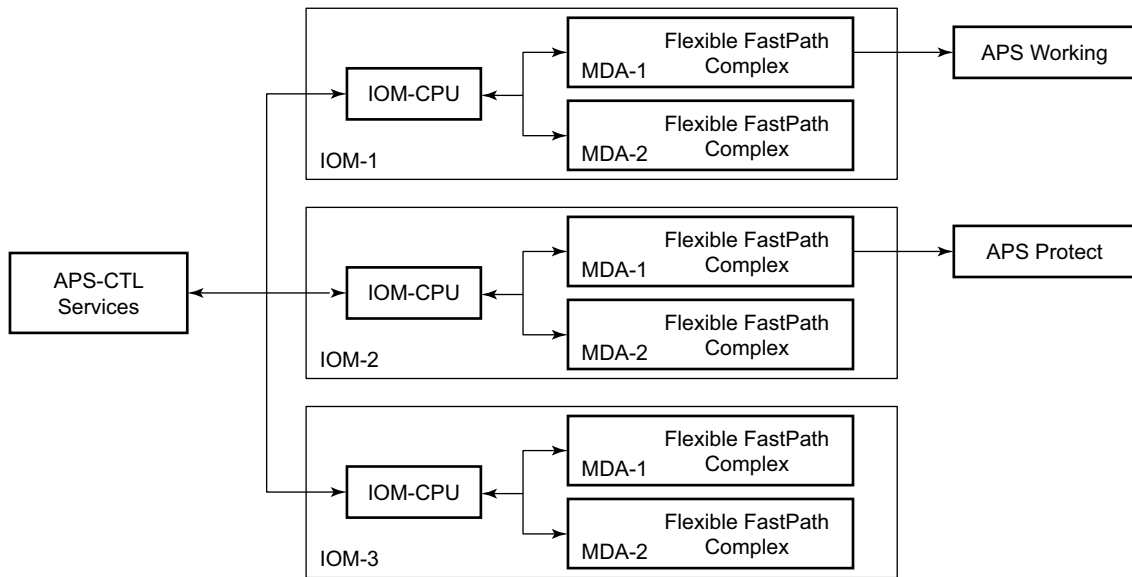 Flexible FastPath
Complex
MDA-1
APS Working
IOM-CPU
Flexible FastPath
Complex
MDA-2
IOM-1
Flexible FastPath
Complex
MDA-1
APS Protect
APS-CTL
Services
IOM-CPU
Flexible FastPath
Complex
MDA-2
IOM-2
Flexible FastPath
Complex
MDA-1
IOM-CPU
Flexible FastPath
Complex
MDA-2
IOM-3